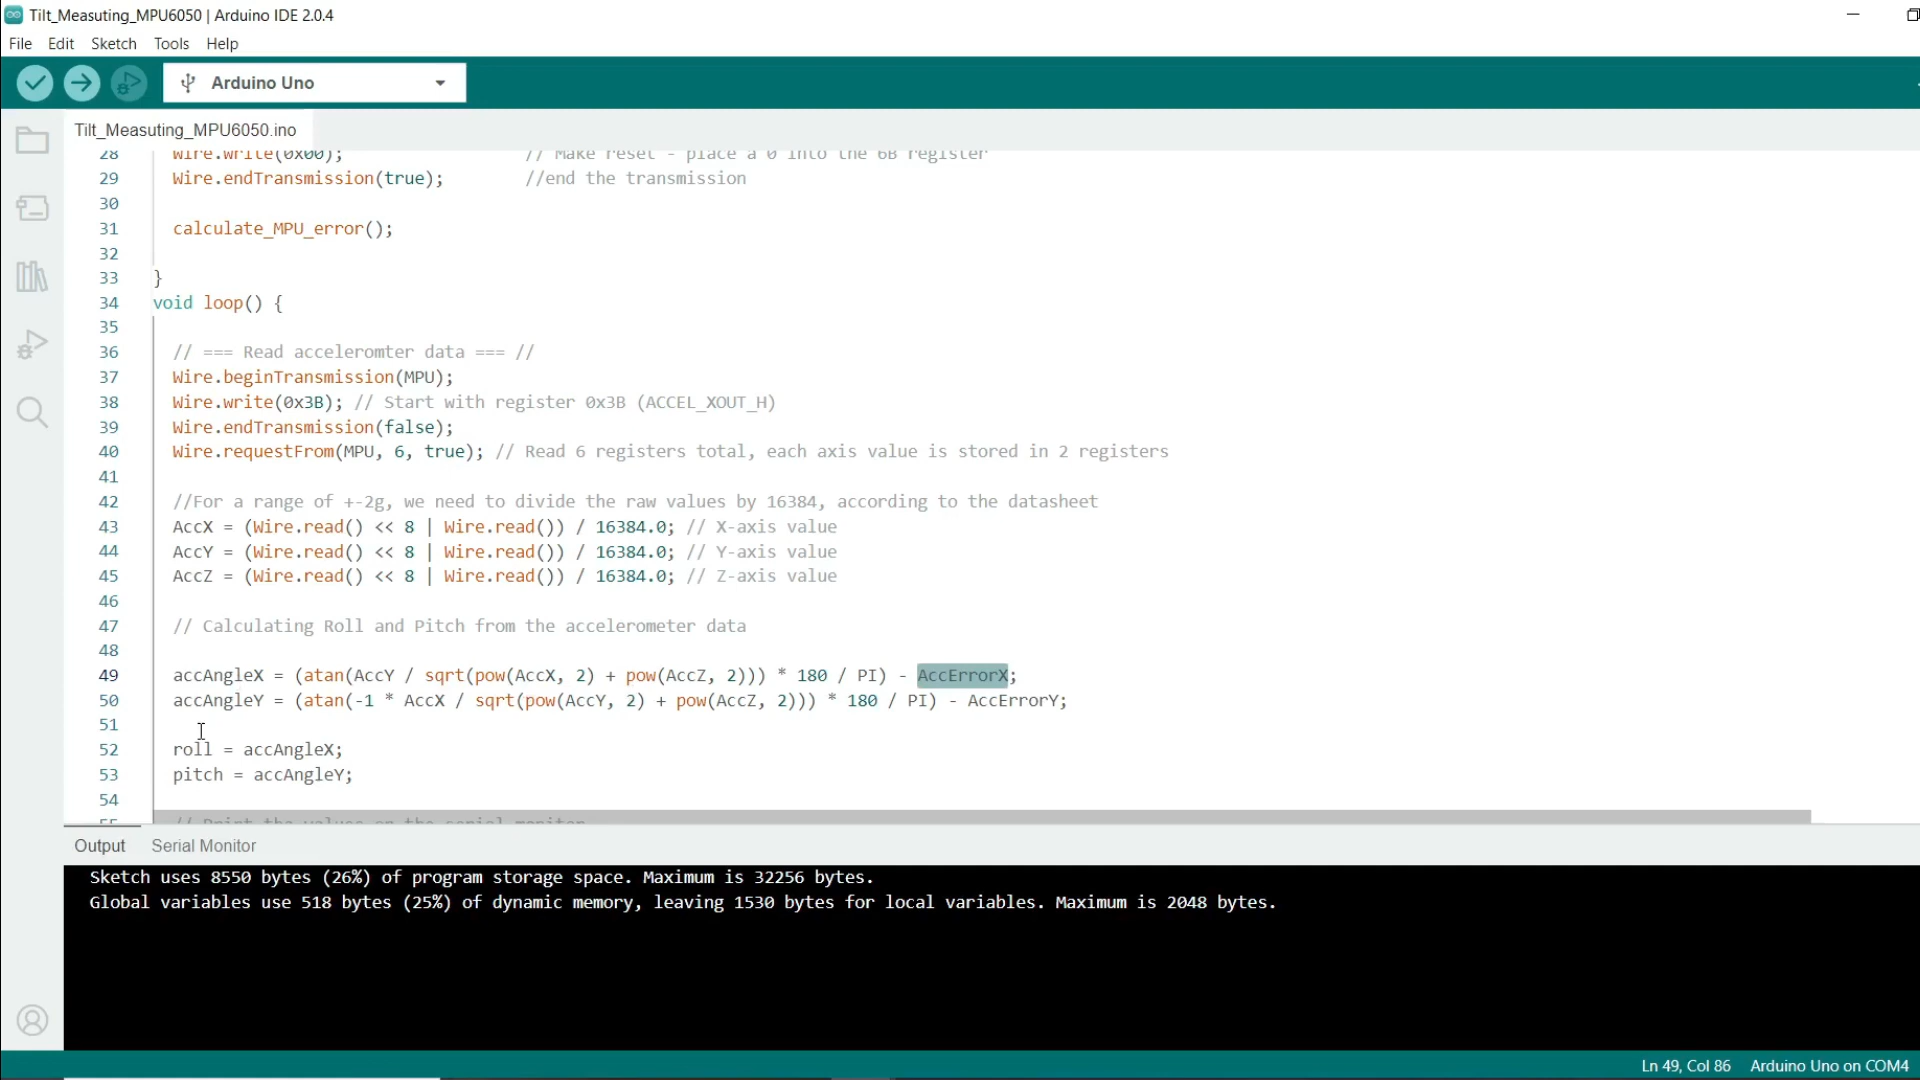 Tilt_Measuting_MPU6050 | Arduino IDE 2.0.4
File Edit Sketch Tools Help
Arduino Uno
Tilt_Measuting_MPU6050.ino
28 Wire.write(0x00); // Make reset - place a 0 into the 6B register
29 Wire.endTransmission(true); //end the transmission
30
31 calculate_MPU_error();
32
33 }
34 void loop() {
35
36 // === Read acceleromter data === //
37 Wire.beginTransmission(MPU);
38 Wire.write(0x3B); // Start with register 0x3B (ACCEL_XOUT_H)
39 Wire.endTransmission(false);
40 Wire.requestFrom(MPU, 6, true); // Read 6 registers total, each axis value is stored in 2 registers
41
42 //For a range of +-2g, we need to divide the raw values by 16384, according to the datasheet
43 AccX = (Wire.read() << 8 | Wire.read()) / 16384.0; // X-axis value
44 AccY = (Wire.read() << 8 | Wire.read()) / 16384.0; // Y-axis value
45 AccZ = (Wire.read() << 8 | Wire.read()) / 16384.0; // Z-axis value
46
47 // Calculating Roll and Pitch from the accelerometer data
48
49 accAngleX = (atan(AccY / sqrt(pow(AccX, 2) + pow(AccZ, 2))) * 180 / PI) - AccErrorX;
50 accAngleY = (atan(-1 * AccX / sqrt(pow(AccY, 2) + pow(AccZ, 2))) * 180 / PI) - AccErrorY;
51
52 roll = accAngleX;
53 pitch = accAngleY;
54
55 // Print the values on the serial monitor
Output Serial Monitor
Sketch uses 8550 bytes (26%) of program storage space. Maximum is 32256 bytes.
Global variables use 518 bytes (25%) of dynamic memory, leaving 1530 bytes for local variables. Maximum is 2048 bytes.
Ln 49, Col 86 Arduino Uno on COM4